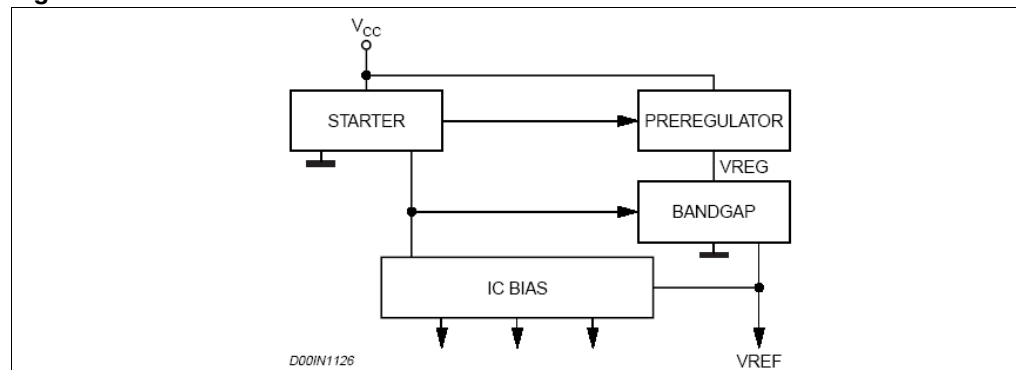 VCC
STARTER
PREREGULATOR
VREG
BANDGAP
IC BIAS
D00IN1126
VREF